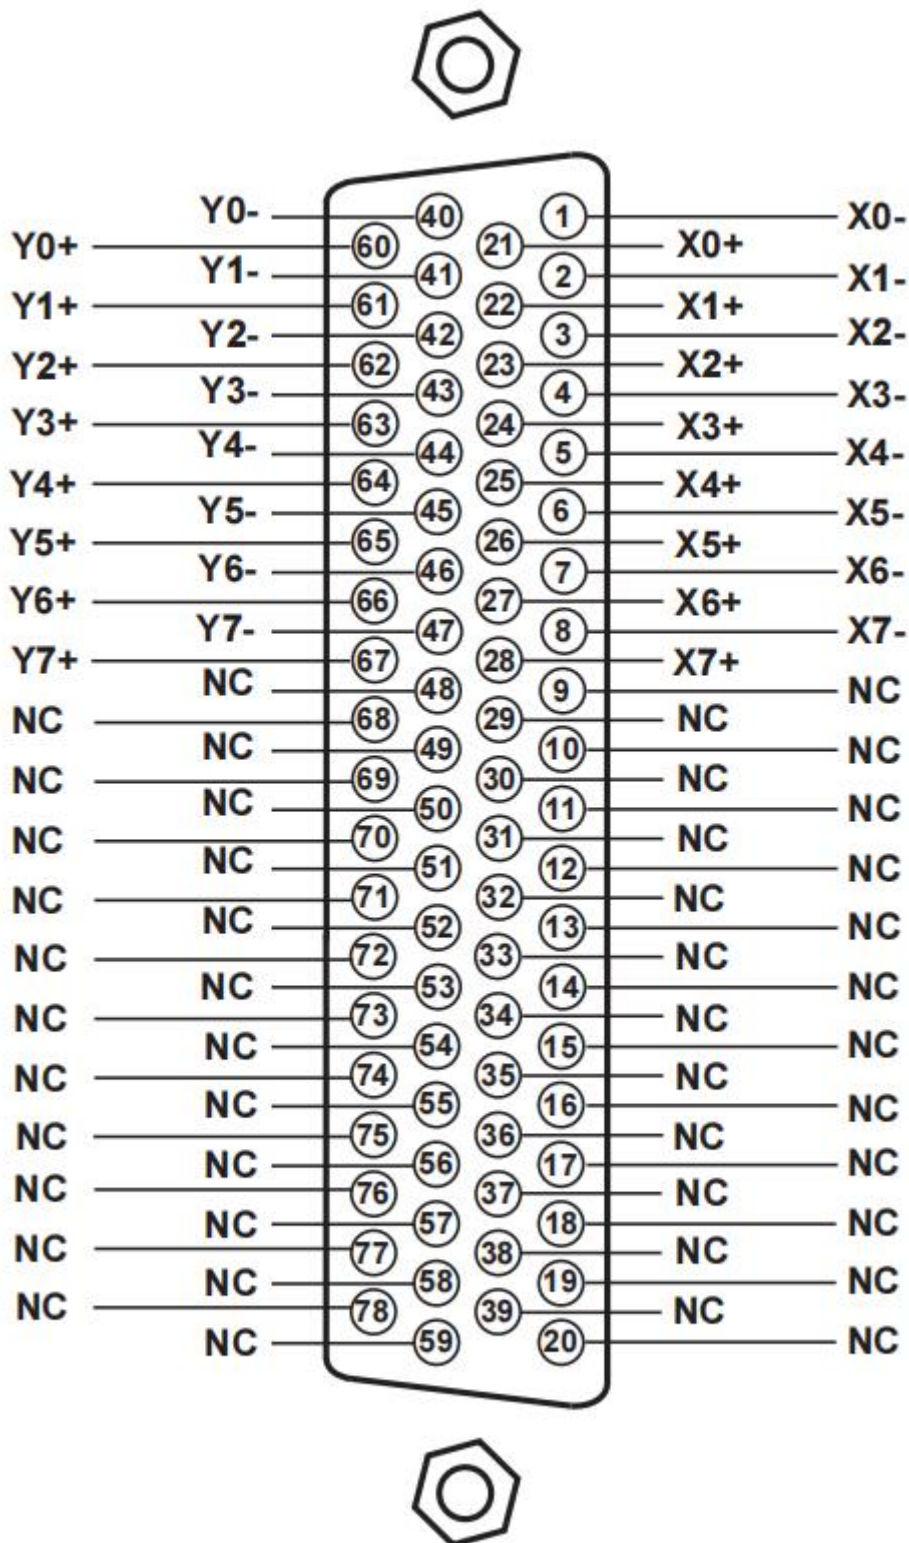 Y0- 40 1 X0-
Y0+ 60 21 X0+
Y1- 41 2 X1-
Y1+ 61 22 X1+
Y2- 42 3 X2-
Y2+ 62 23 X2+
Y3- 43 4 X3-
Y3+ 63 24 X3+
Y4- 44 5 X4-
Y4+ 64 25 X4+
Y5- 45 6 X5-
Y5+ 65 26 X5+
Y6- 46 7 X6-
Y6+ 66 27 X6+
Y7- 47 8 X7-
Y7+ 67 28 X7+
NC 48 9 NC
NC 68 29 NC
NC 49 10 NC
NC 69 30 NC
NC 50 11 NC
NC 70 31 NC
NC 51 12 NC
NC 71 32 NC
NC 52 13 NC
NC 72 33 NC
NC 53 14 NC
NC 73 34 NC
NC 54 15 NC
NC 74 35 NC
NC 55 16 NC
NC 75 36 NC
NC 56 17 NC
NC 76 37 NC
NC 57 18 NC
NC 77 38 NC
NC 58 19 NC
NC 78 39 NC
NC 59 20 NC